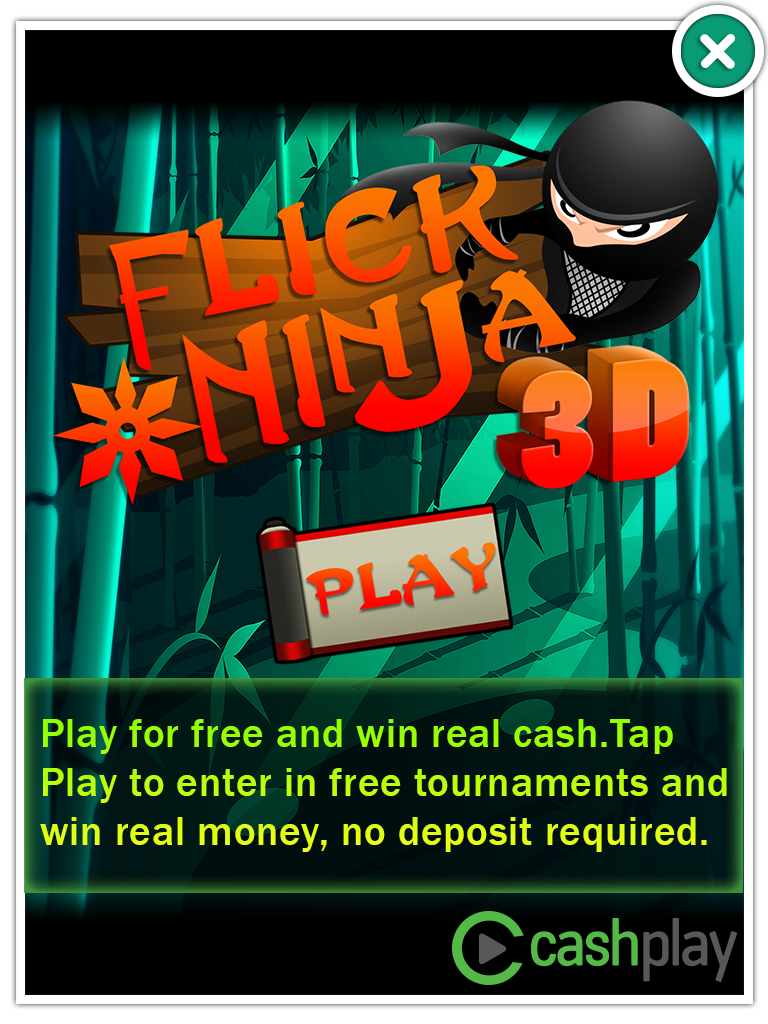 FLICK
NINJA
3D
PLAY
Play for free and win real cash.Tap
Play to enter in free tournaments and
win real money, no deposit required.
cashplay